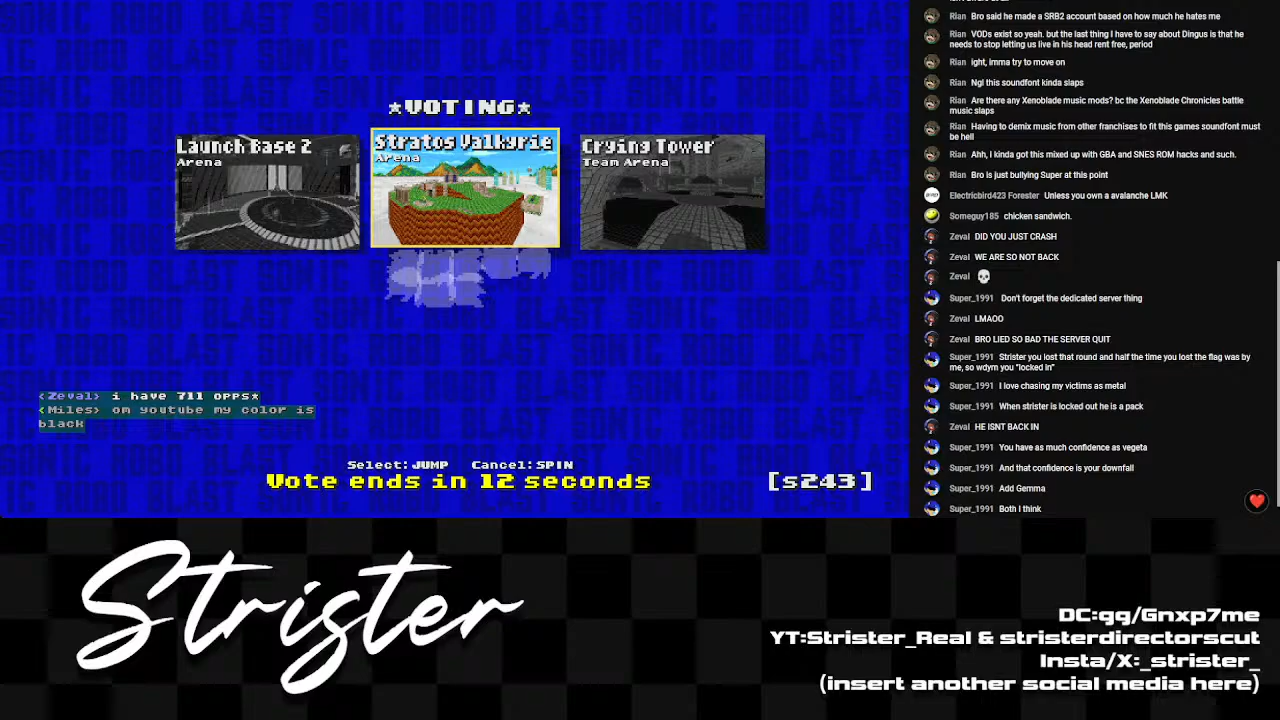 ★VOTING★
Launch Base Z
Arena
Stratos Valkyrie
Arena
Crying Tower
Team Arena
<Zeval> i have 711 opps★
<Miles> om youtube my color is
black
Select:JUMP Cancel:SPIN
Vote ends in 12 seconds
[s243]
Rian Bro said he made a SRB2 account based on how much he hates me
Rian VODs exist so yeah. but the last thing I have to say about Dingus is that he
needs to stop letting us live in his head rent free, period
Rian ight, imma try to move on
Rian Ngl this soundfont kinda slaps
Rian Are there any Xenoblade music mods? bc the Xenoblade Chronicles battle
music slaps
Rian Having to demix music from other franchises to fit this games soundfont must
be hell
Rian Ahh, I kinda got this mixed up with GBA and SNES ROM hacks and such.
Rian Bro is just bullying Super at this point
Electricbird423 Forester Unless you own a avalanche LMK
Someguy185 chicken sandwich.
Zeval DID YOU JUST CRASH
Zeval WE ARE SO NOT BACK
Zeval 💀
Super_1991 Don't forget the dedicated server thing
Zeval LMAOO
Zeval BRO LIED SO BAD THE SERVER QUIT
Super_1991 Strister you lost that round and half the time you lost the flag was by
me, so wdym you "locked in"
Super_1991 I love chasing my victims as metal
Super_1991 When strister is locked out he is a pack
Zeval HE ISNT BACK IN
Super_1991 You have as much confidence as vegeta
Super_1991 And that confidence is your downfall
Super_1991 Add Gemma
Super_1991 Both I think
Strister
DC:gg/Gnxp7me
YT:Strister_Real & stristerdirectorscut
Insta/X:_strister_
(insert another social media here)